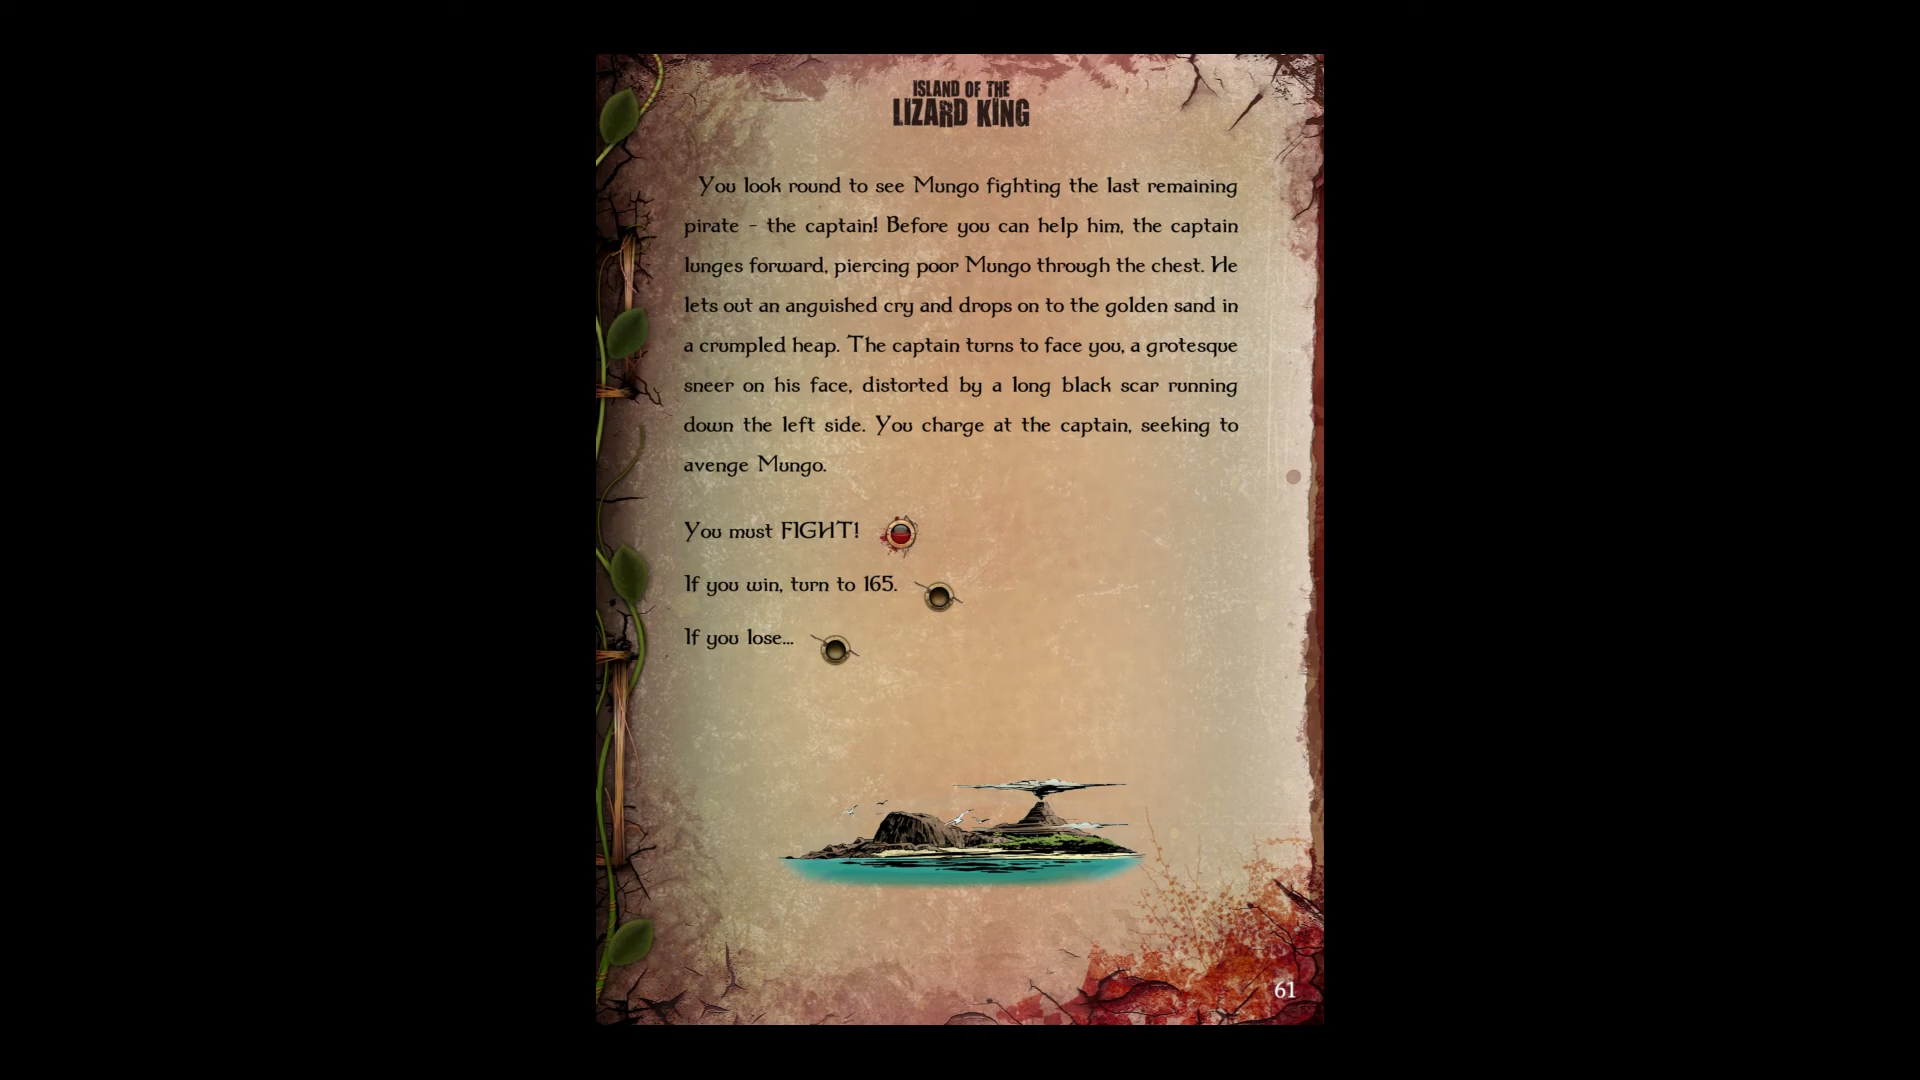 ISLAND OF THE
LIZARD KING
You look round to see Mungo fighting the last remaining
pirate - the captain! Before you can help him, the captain
lunges forward, piercing poor Mungo through the chest. He
lets out an anguished cry and drops on to the golden sand in
a crumpled heap. The captain turns to face you, a grotesque
sneer on his face, distorted by a long black scar running
down the left side. You charge at the captain, seeking to
avenge Mungo.
You must FIGHT!
If you win, turn to 165.
If you lose...
61